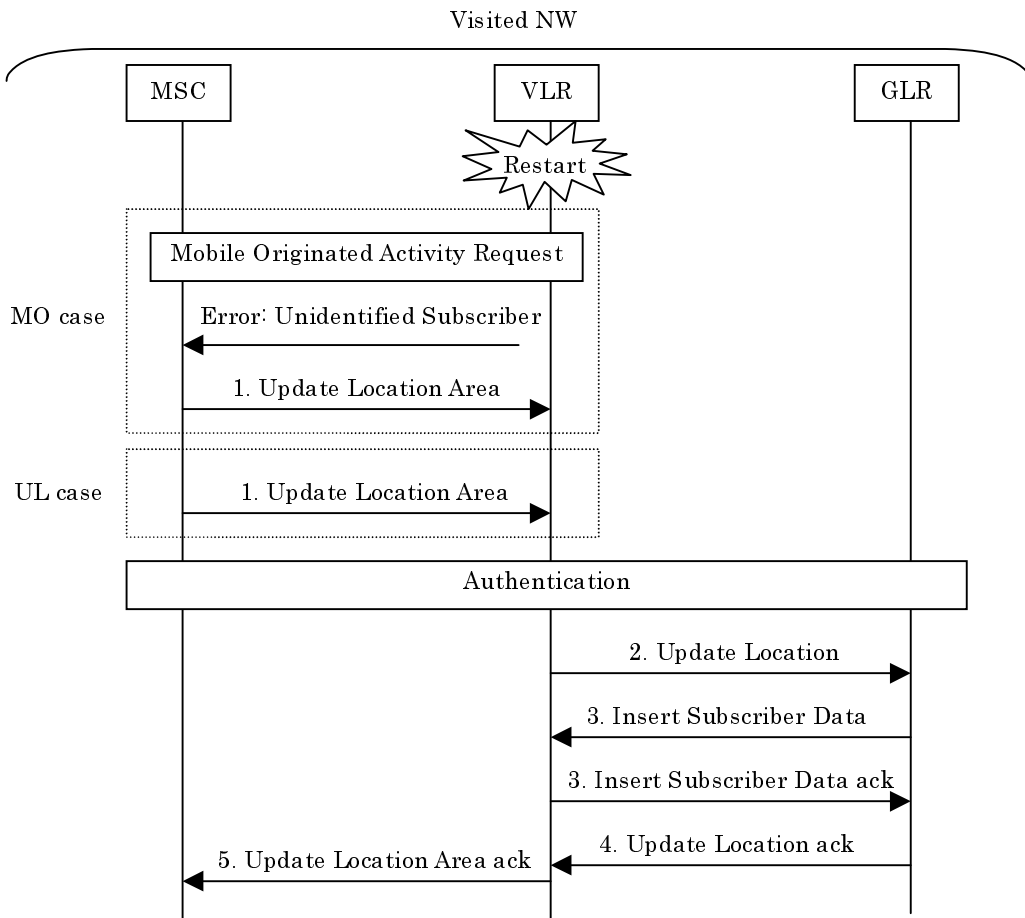 Visited NW
MSC
VLR
GLR
Restart
Mobile Originated Activity Request
MO case
Error: Unidentified Subscriber
1. Update Location Area
UL case
1. Update Location Area
Authentication
2. Update Location
3. Insert Subscriber Data
3. Insert Subscriber Data ack
4. Update Location ack
5. Update Location Area ack